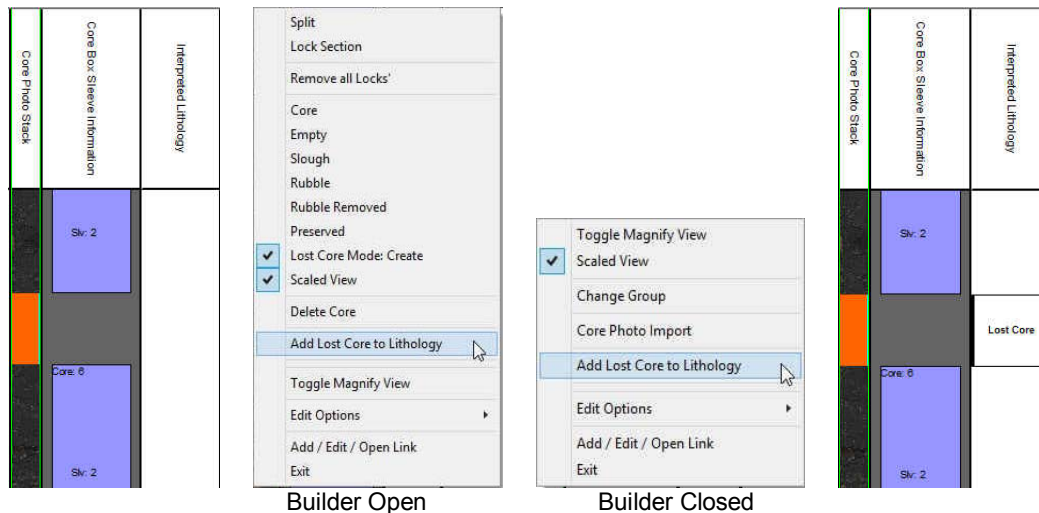 Core Photo Stack
Core Box Sleeve Information
Interpreted Lithology
Slv: 2
Core: 6
Slv: 2
Split
Lock Section
Remove all Locks'
Core
Empty
Slough
Rubble
Rubble Removed
Preserved
Lost Core Mode: Create
Scaled View
Delete Core
Add Lost Core to Lithology
Toggle Magnify View
Edit Options
Add / Edit / Open Link
Exit
Builder Open
Toggle Magnify View
Scaled View
Change Group
Core Photo Import
Add Lost Core to Lithology
Edit Options
Add / Edit / Open Link
Exit
Builder Closed
Core Photo Stack
Core Box Sleeve Information
Interpreted Lithology
Slv: 2
Lost Core
Core: 6
Slv: 2